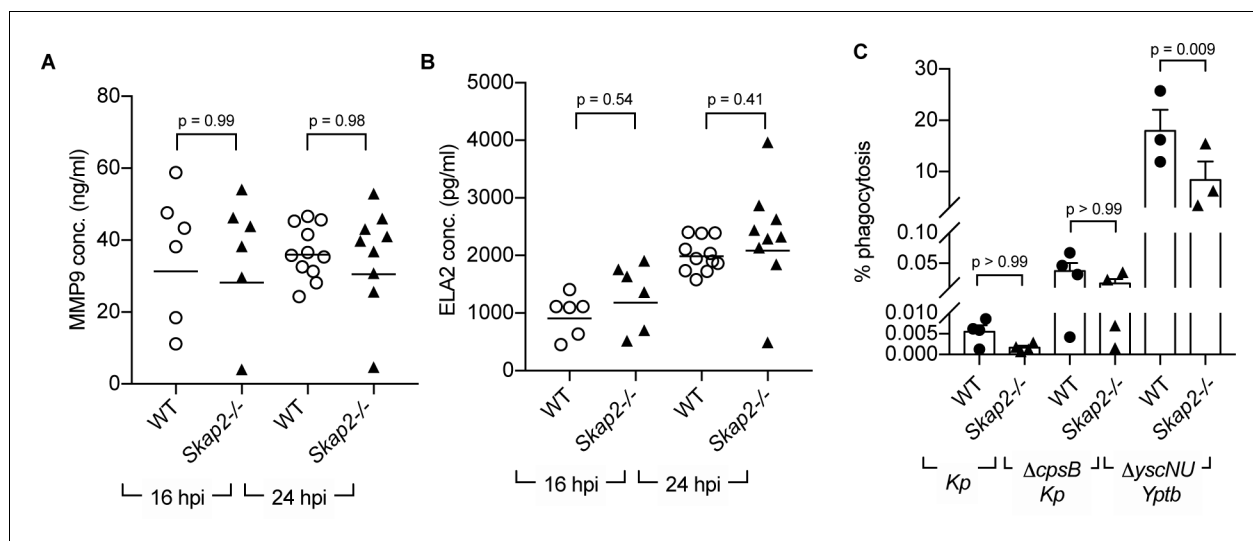 A
MMP9 conc. (ng/ml)
80
60
40
20
0
p = 0.99
p = 0.98
WT
Skap2-/-
WT
Skap2-/-
16 hpi
24 hpi
B
ELA2 conc. (pg/ml)
5000
4000
3000
2000
1000
0
p = 0.54
p = 0.41
WT
Skap2-/-
WT
Skap2-/-
16 hpi
24 hpi
C
% phagocytosis
30
20
10
0.10
0.05
0.010
0.005
0.000
p > 0.99
p > 0.99
p = 0.009
WT
Skap2-/-
WT
Skap2-/-
WT
Skap2-/-
Kp
ΔcpsB
Kp
ΔyscNU
Yptb